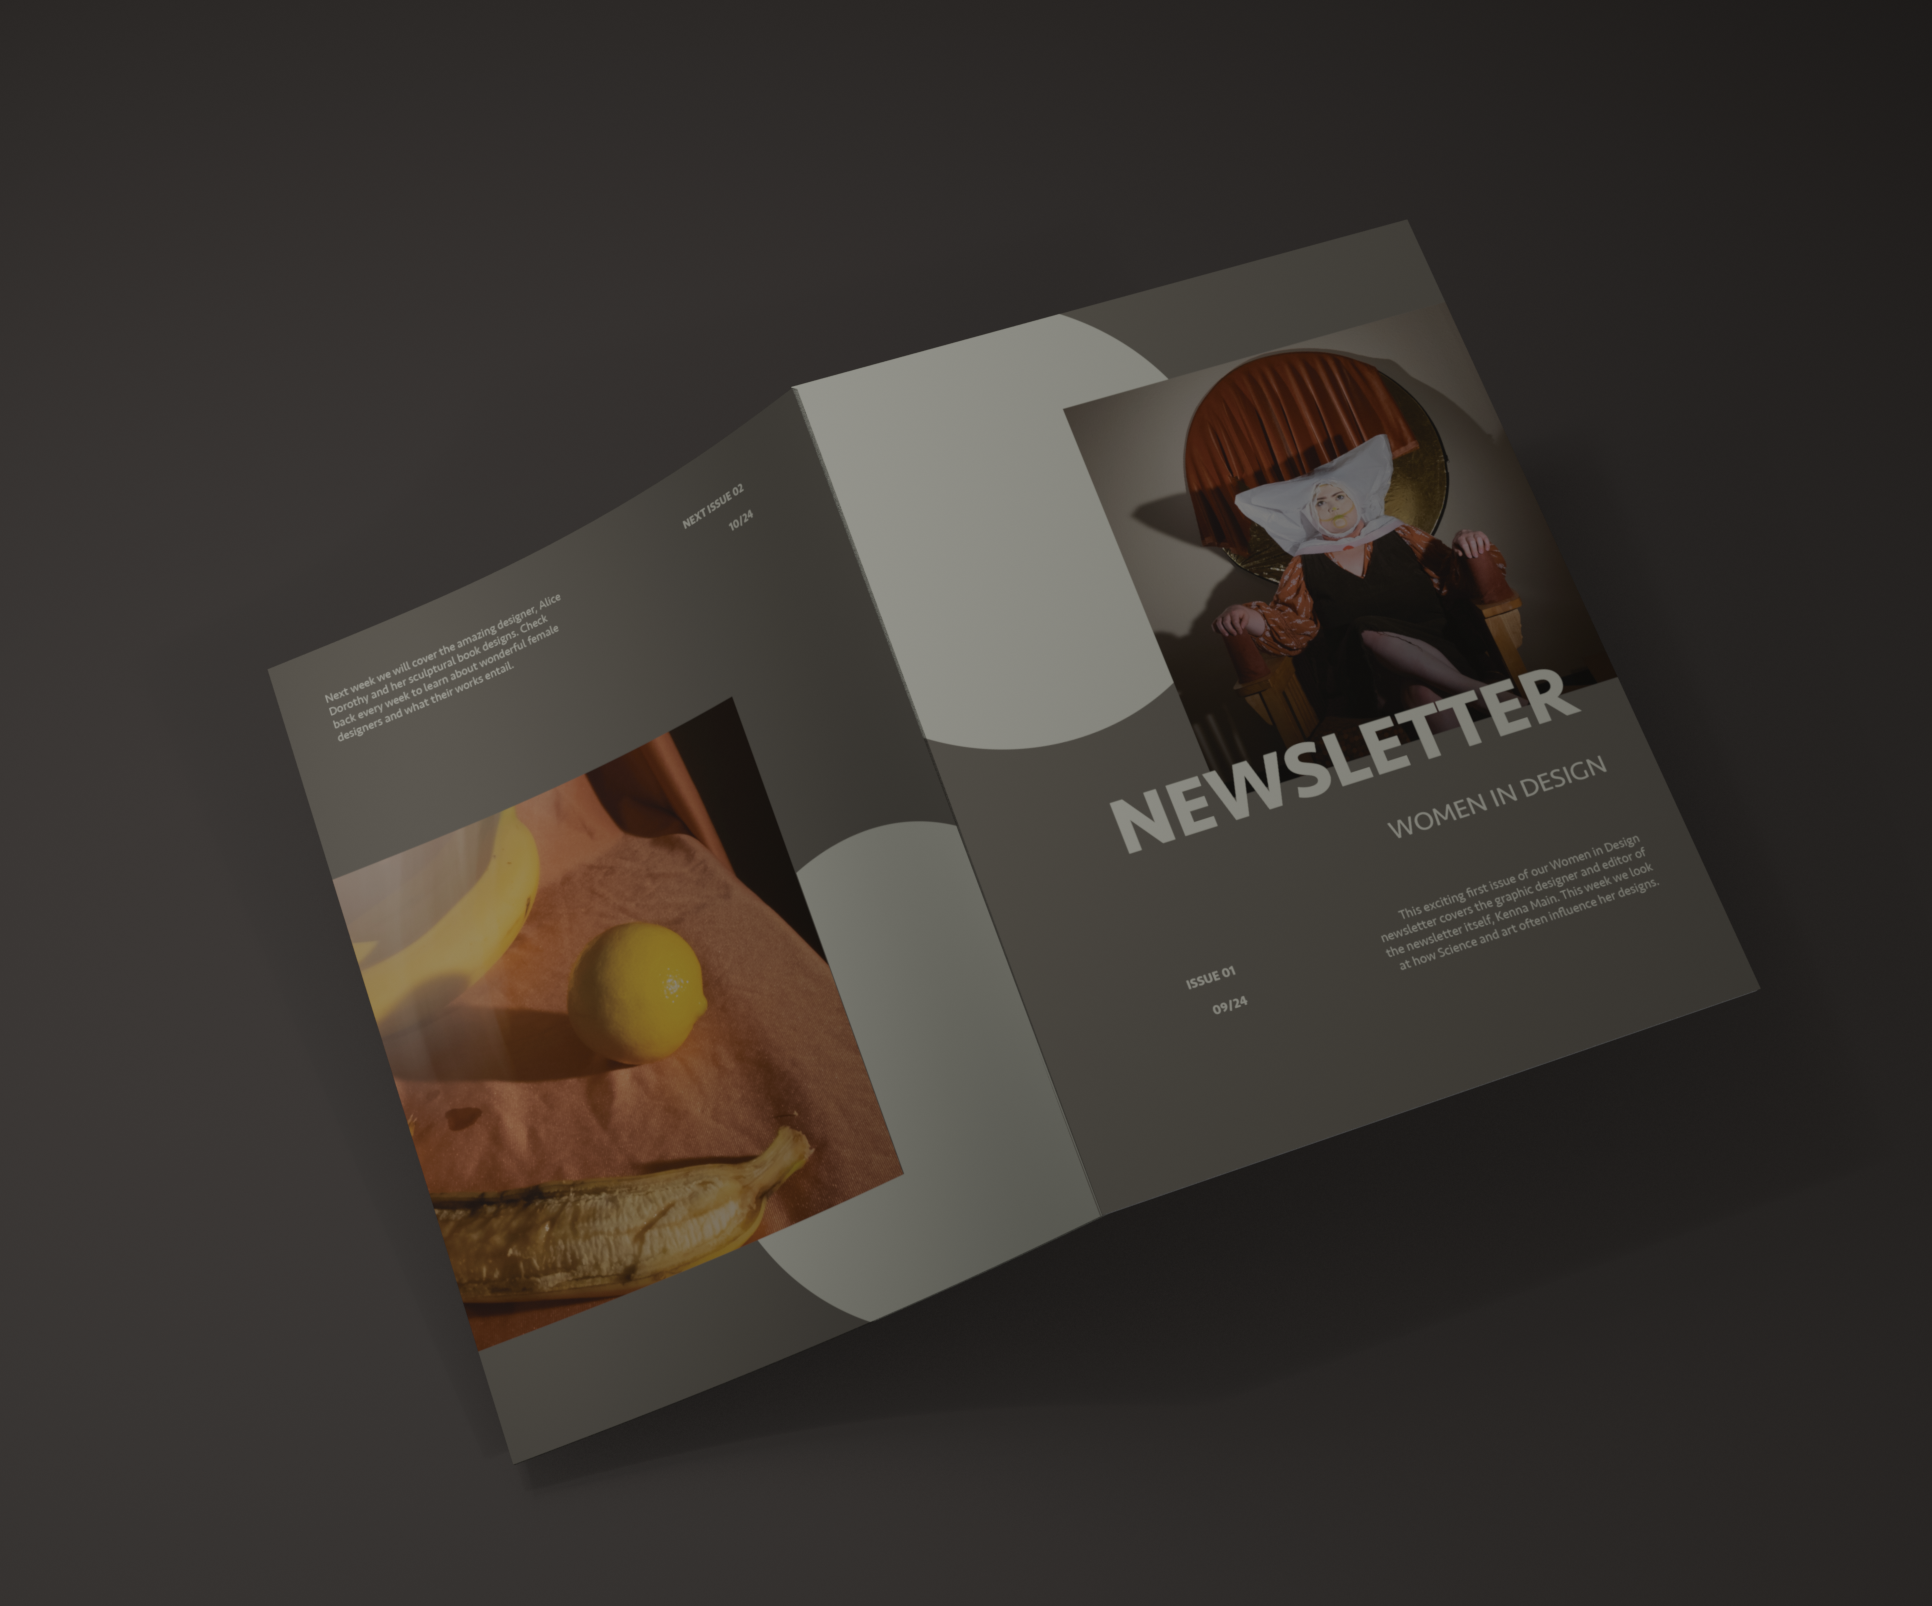 NEXT ISSUE 02
10/24
Next week we will cover the amazing designer, Alice
Dorothy and her sculptural book designs. Check
back every week to learn about wonderful female
designers and what their works entail.
NEWSLETTER
WOMEN IN DESIGN
This exciting first issue of our Women in Design
newsletter covers the graphic designer and editor of
the newsletter itself, Kenna Main. This week we look
at how Science and art often influence her designs.
ISSUE 01
09/24